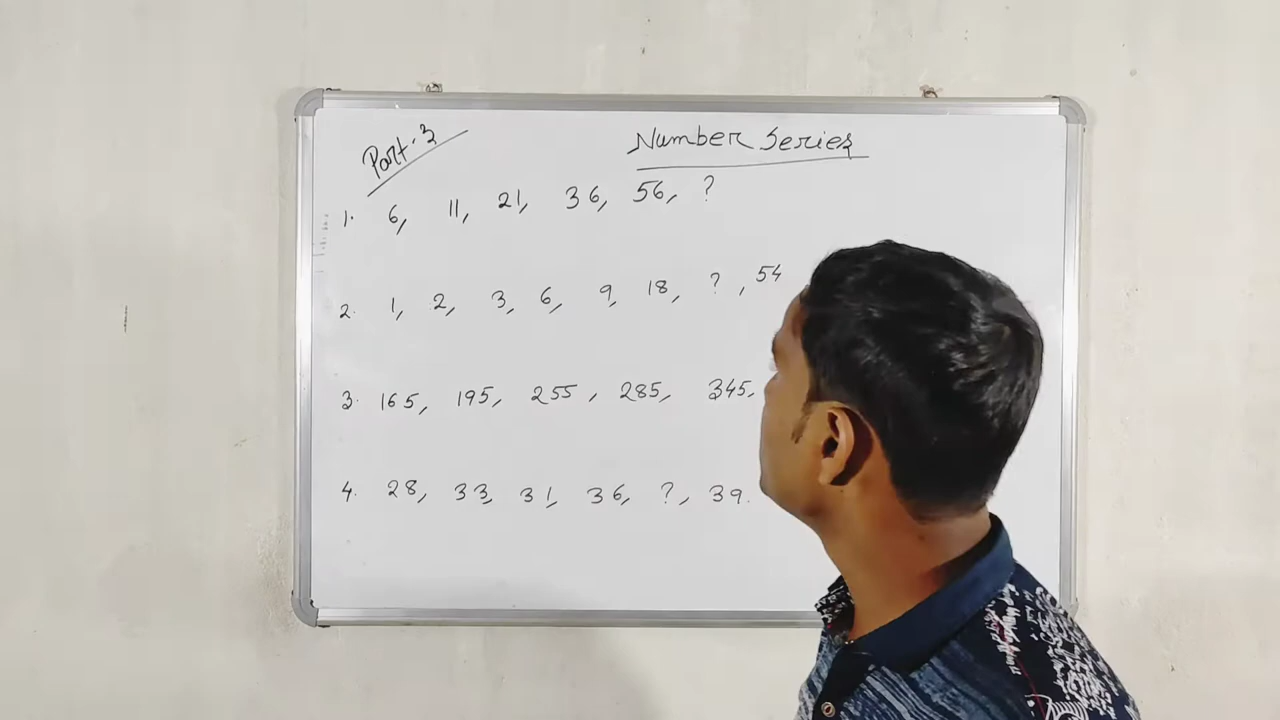 Part-3
Number Series
1. 6, 11, 21, 36, 56, ?
2. 1, 2, 3, 6, 9, 18, ?, 54
3. 165, 195, 255, 285, 345,
4. 28, 33, 31, 36, ?, 39.